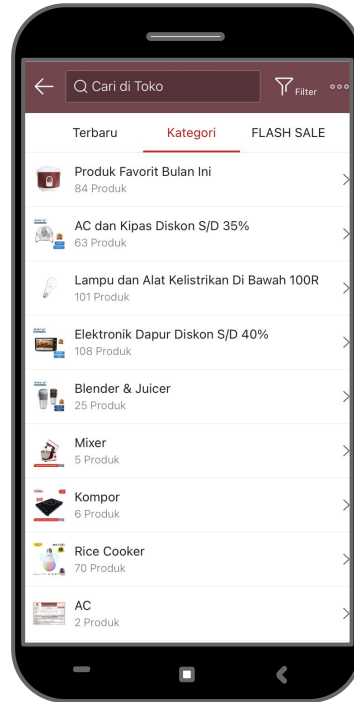 Cari di Toko
Filter
Terbaru Kategori FLASH SALE
Produk Favorit Bulan Ini
84 Produk
AC dan Kipas Diskon S/D 35%
63 Produk
Lampu dan Alat Kelistrikan Di Bawah 100R
101 Produk
Elektronik Dapur Diskon S/D 40%
108 Produk
Blender & Juicer
25 Produk
Mixer
5 Produk
Kompor
6 Produk
Rice Cooker
70 Produk
AC
2 Produk